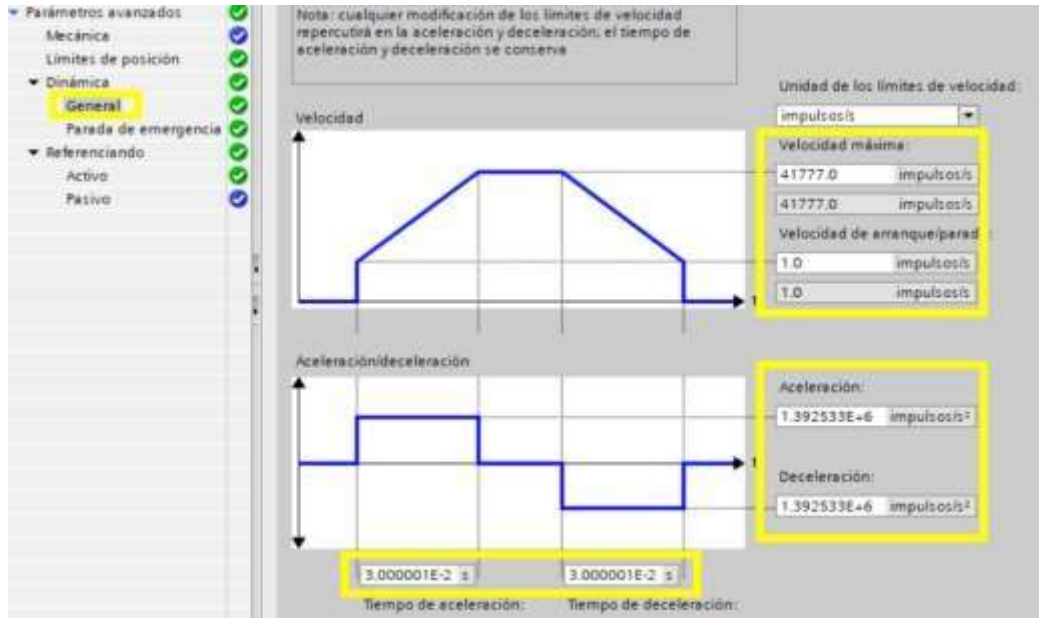 Parámetros avanzados
Mecánica
Límites de posición
Dinámica
General
Parada de emergencia
Referenciando
Activo
Pasivo
Nota: cualquier modificación de los límites de velocidad
repercutirá en la aceleración y deceleración; el tiempo de
aceleración y deceleración se conserva
Unidad de los límites de velocidad:
impulsos/s
Velocidad
Velocidad máxima:
41777.0 impulsos/s
41777.0 impulsos/s
Velocidad de arranque/parad
1.0 impulsos/s
1.0 impulsos/s
t
Aceleración/deceleración
Aceleración:
1.392533E+6 impulsos/s²
t
Deceleración:
1.392533E+6 impulsos/s²
3.000001E-2 s 3.000001E-2 s
Tiempo de aceleración: Tiempo de deceleración: